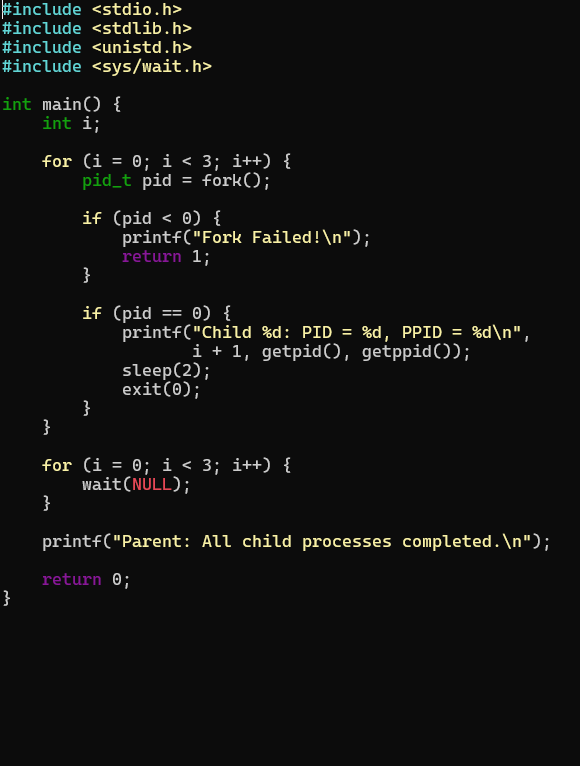 #include <stdio.h>
#include <stdlib.h>
#include <unistd.h>
#include <sys/wait.h>

int main() {
    int i;

    for (i = 0; i < 3; i++) {
        pid_t pid = fork();

        if (pid < 0) {
            printf("Fork Failed!\n");
            return 1;
        }

        if (pid == 0) {
            printf("Child %d: PID = %d, PPID = %d\n",
                   i + 1, getpid(), getppid());
            sleep(2);
            exit(0);
        }
    }

    for (i = 0; i < 3; i++) {
        wait(NULL);
    }

    printf("Parent: All child processes completed.\n");

    return 0;
}